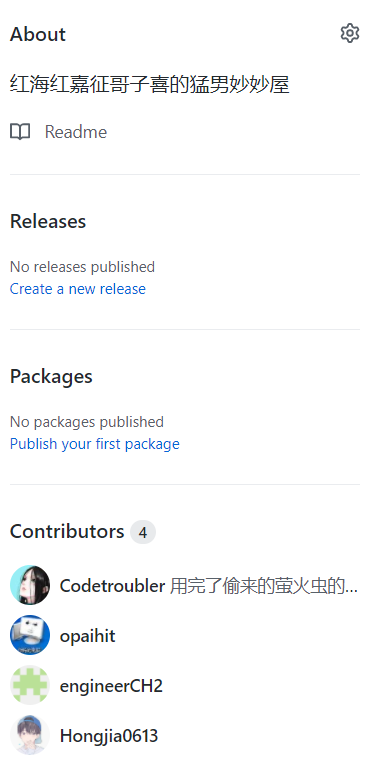 About
红海红嘉征哥子喜的猛男妙妙屋
Readme
Releases
No releases published
Create a new release
Packages
No packages published
Publish your first package
Contributors 4
Codetroubler 用完了偷来的萤火虫的...
opaihit
engineerCH2
Hongjia0613